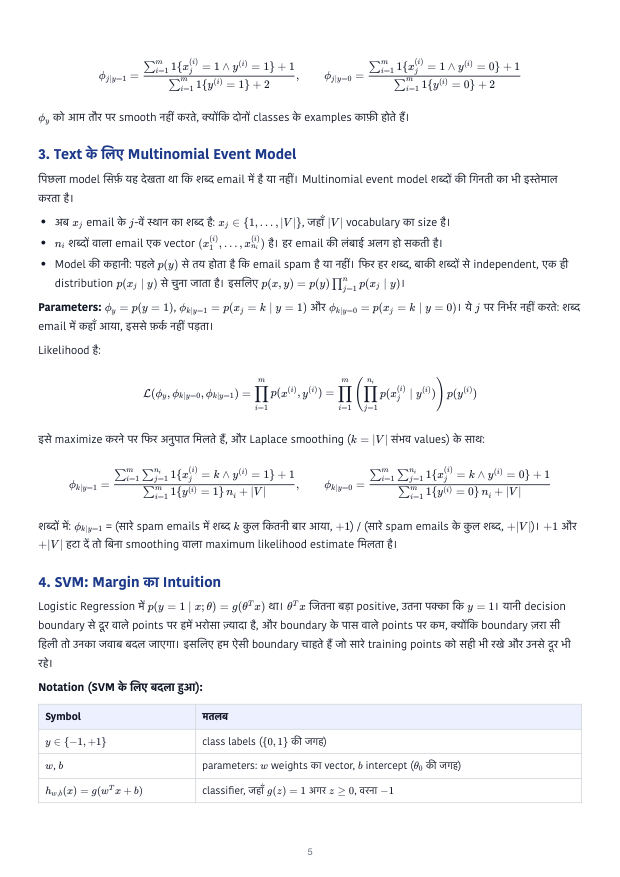 ϕ_{j|y=1} = (∑_{i=1}^{m} 1{x_j^{(i)} = 1 ∧ y^{(i)} = 1} + 1) / (∑_{i=1}^{m} 1{y^{(i)} = 1} + 2),    ϕ_{j|y=0} = (∑_{i=1}^{m} 1{x_j^{(i)} = 1 ∧ y^{(i)} = 0} + 1) / (∑_{i=1}^{m} 1{y^{(i)} = 0} + 2)
ϕ_y को आम तौर पर smooth नहीं करते, क्योंकि दोनों classes के examples काफ़ी होते हैं।
3. Text के लिए Multinomial Event Model
पिछला model सिर्फ़ यह देखता था कि शब्द email में है या नहीं। Multinomial event model शब्दों की गिनती का भी इस्तेमाल
करता है।
• अब x_j email के j-वें स्थान का शब्द है: x_j ∈ {1, . . . , |V|}, जहाँ |V| vocabulary का size है।
• n_i शब्दों वाला email एक vector (x_1^{(i)}, . . . , x_{n_i}^{(i)}) है। हर email की लंबाई अलग हो सकती है।
• Model की कहानी: पहले p(y) से तय होता है कि email spam है या नहीं। फिर हर शब्द, बाकी शब्दों से independent, एक ही
distribution p(x_j | y) से चुना जाता है। इसलिए p(x, y) = p(y) ∏_{j=1}^{n} p(x_j | y)।
Parameters: ϕ_y = p(y = 1), ϕ_{k|y=1} = p(x_j = k | y = 1) और ϕ_{k|y=0} = p(x_j = k | y = 0)। ये j पर निर्भर नहीं करते: शब्द
email में कहाँ आया, इससे फ़र्क नहीं पड़ता।
Likelihood है:
ℒ(ϕ_y, ϕ_{k|y=0}, ϕ_{k|y=1}) = ∏_{i=1}^{m} p(x^{(i)}, y^{(i)}) = ∏_{i=1}^{m} (∏_{j=1}^{n_i} p(x_j^{(i)} | y^{(i)})) p(y^{(i)})
इसे maximize करने पर फिर अनुपात मिलते हैं, और Laplace smoothing (k = |V| संभव values) के साथ:
ϕ_{k|y=1} = (∑_{i=1}^{m} ∑_{j=1}^{n_i} 1{x_j^{(i)} = k ∧ y^{(i)} = 1} + 1) / (∑_{i=1}^{m} 1{y^{(i)} = 1} n_i + |V|),    ϕ_{k|y=0} = (∑_{i=1}^{m} ∑_{j=1}^{n_i} 1{x_j^{(i)} = k ∧ y^{(i)} = 0} + 1) / (∑_{i=1}^{m} 1{y^{(i)} = 0} n_i + |V|)
शब्दों में: ϕ_{k|y=1} = (सारे spam emails में शब्द k कुल कितनी बार आया, +1) / (सारे spam emails के कुल शब्द, +|V|)। +1 और
+|V| हटा दें तो बिना smoothing वाला maximum likelihood estimate मिलता है।
4. SVM: Margin का Intuition
Logistic Regression में p(y = 1 | x; θ) = g(θ^T x) था। θ^T x जितना बड़ा positive, उतना पक्का कि y = 1। यानी decision
boundary से दूर वाले points पर हमें भरोसा ज़्यादा है, और boundary के पास वाले points पर कम, क्योंकि boundary ज़रा सी
हिली तो उनका जवाब बदल जाएगा। इसलिए हम ऐसी boundary चाहते हैं जो सारे training points को सही भी रखे और उनसे दूर भी
रहे।
Notation (SVM के लिए बदला हुआ):
Symbol    मतलब
y ∈ {−1, +1}    class labels ({0, 1} की जगह)
w, b    parameters: w weights का vector, b intercept (θ_0 की जगह)
h_{w,b}(x) = g(w^T x + b)    classifier, जहाँ g(z) = 1 अगर z ≥ 0, वरना −1
5